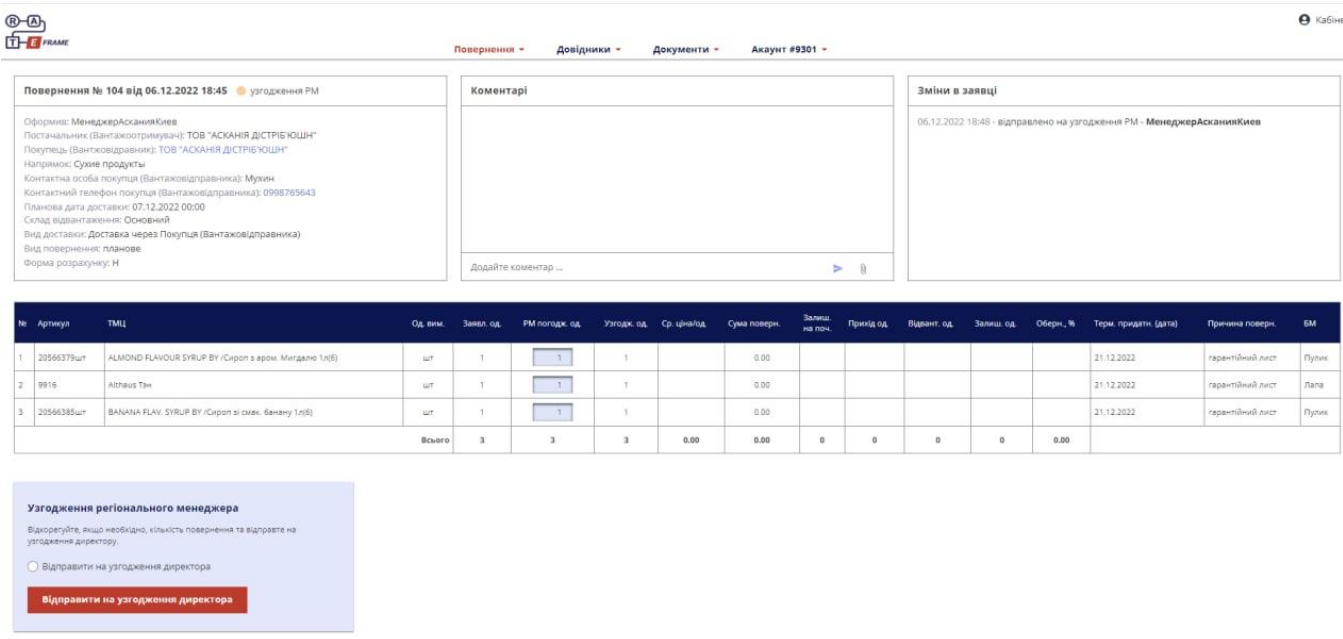 R A
T E FRAME
Кабіне
Повернення Довідники Документи Акаунт #9301
Повернення № 104 від 06.12.2022 18:45 узгодження РМ
Оформив: МенеджерАсканияКиев
Постачальник (Вантажоотримувач): ТОВ "АСКАНІЯ ДІСТРІБ'ЮШН"
Покупець (Вантжовідравник): ТОВ "АСКАНІЯ ДІСТРІБ'ЮШН"
Напрямок: Сухие продукты
Контактна особа покупця (Вантажовідправника): Мухин
Контактний телефон покупця (Вантажовідправника): 0998765643
Планова дата доставки: 07.12.2022 00:00
Склад відвантаження: Основний
Вид доставки: Доставка через Покупця (Вантажовідправника)
Вид повернення: планове
Форма розрахунку: Н
Коментарі
Додайте коментар ...
Зміни в заявці
06.12.2022 18:48 - відправлено на узгодження РМ - МенеджерАсканияКиев
№ Артикул ТМЦ Од. вим. Заявл. од. РМ погодж. од. Узгодж. од. Ср. ціна/од. Сума поверн. Залиш. на поч. Прихід од. Відвант. од. Залиш. од. Оберн., % Терм. придатн. (дата) Причина поверн. БМ
1 20566379шт ALMOND FLAVOUR SYRUP BY /Сироп з аром. Мигдалю 1л(6) шт 1 1 1 0.00 21.12.2022 гарантійний лист Пулик
2 9916 Althaus Тэн шт 1 1 1 0.00 21.12.2022 гарантійний лист Лапа
3 20566385шт BANANA FLAV. SYRUP BY /Сироп зі смак. банану 1л(6) шт 1 1 1 0.00 21.12.2022 гарантійний лист Пулик
Всього 3 3 3 0.00 0.00 0 0 0 0 0.00
Узгодження регіонального менеджера
Відкорегуйте, якщо необхідно, кількість повернення та відправте на
узгодження директору.
Відправити на узгодження директора
Відправити на узгодження директора